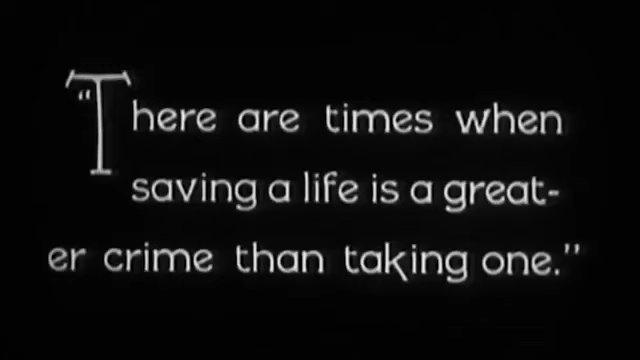 “There are times when
saving a life is a great-
er crime than taking one.”